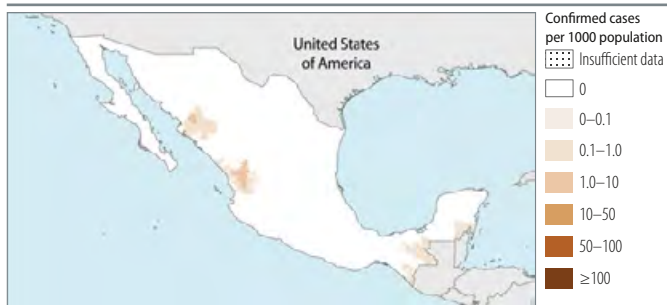 United States
of America
Confirmed cases
per 1000 population
Insufficient data
0
0–0.1
0.1–1.0
1.0–10
10–50
50–100
≥100